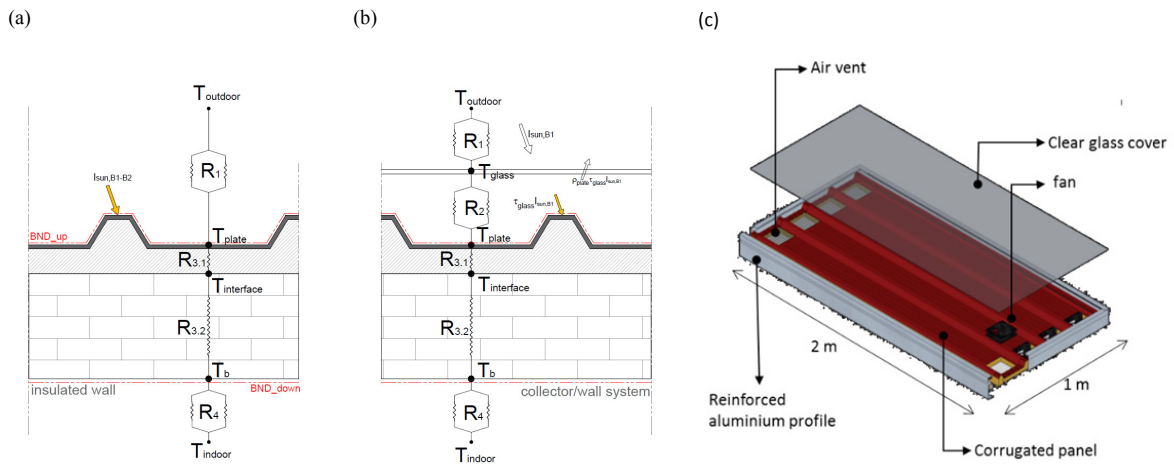 (a)
T outdoor
R1
Isun,B1-B2
BND_up
Tplate
R3.1
Tinterface
R3.2
Tb
insulated wall
BND_down
R4
Tindoor
(b)
Toutdoor
Isun,B1
R1
Tglass
ρplateτglassIsun,B1
R2
τglassIsun,B1
Tplate
R3.1
Tinterface
R3.2
Tb
collector/wall system
R4
Tindoor
(c)
Air vent
Clear glass cover
fan
2 m
1 m
Reinforced
aluminium profile
Corrugated panel